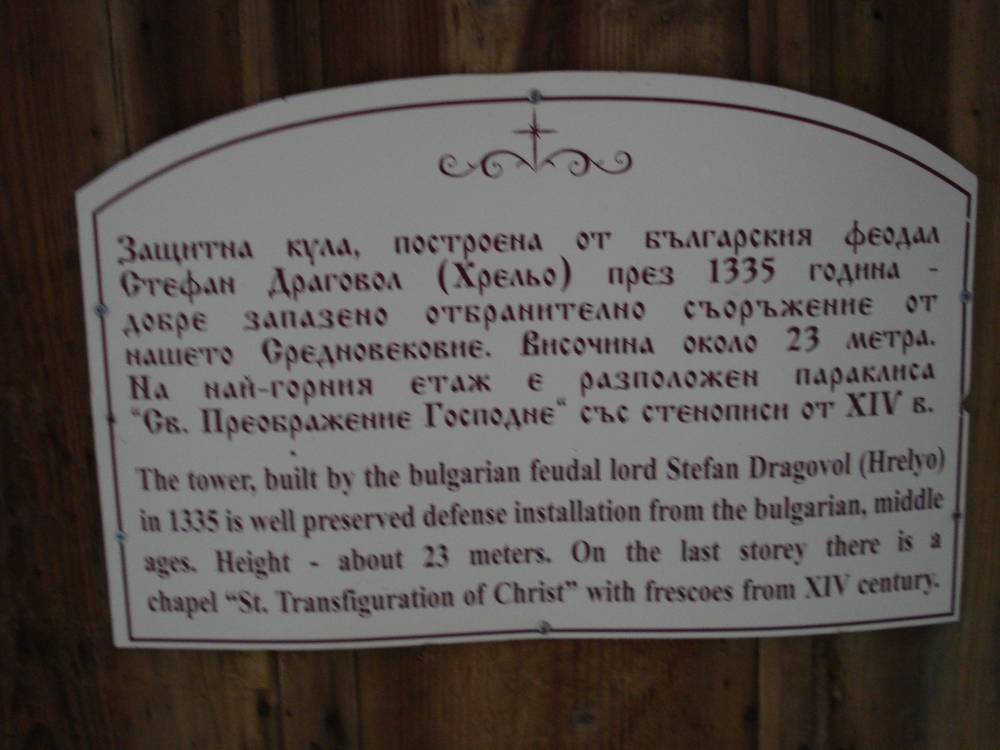 Защитна кула, построена от българския феодал
Стефан Драговол (Хрельо) през 1335 година -
добре запазено отбранително съоръжение от
нашето Средновековие. Височина около 23 метра.
На най-горния етаж е разположен параклиса
“Св. Преображение Господне“ със стенописи от XIV в.
The tower, built by the bulgarian feudal lord Stefan Dragovol (Hrelyo)
in 1335 is well preserved defense installation from the bulgarian, middle
ages. Height - about 23 meters. On the last storey there is a
chapel “St. Transfiguration of Christ” with frescoes from XIV century.